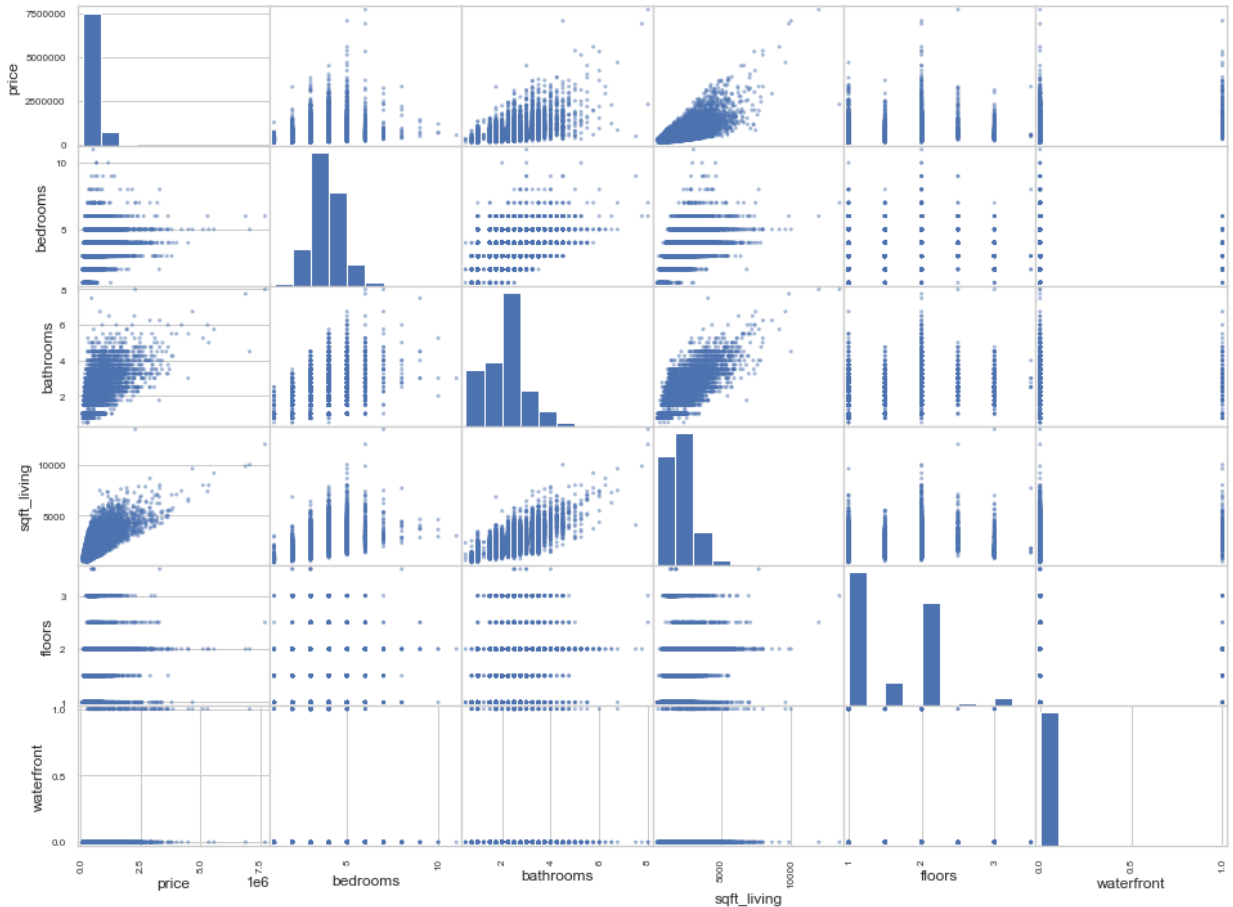 7500000
5000000
2500000
0
price
10
5
bedrooms
8
6
4
2
bathrooms
10000
5000
sqft_living
3
2
1
floors
1.0
0.5
0.0
waterfront
0.0 2.5 5.0 7.5 5 10 2 4 6 8 5000 10000 1 2 3 0.0 0.5 1.0
1e6
price bedrooms bathrooms sqft_living floors waterfront